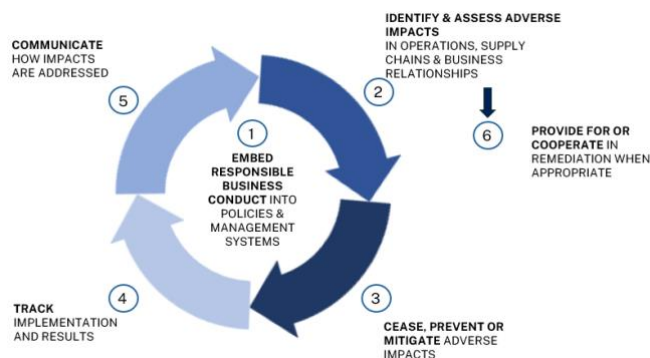 1
EMBED
RESPONSIBLE
BUSINESS
CONDUCT INTO
POLICIES &
MANAGEMENT
SYSTEMS
IDENTIFY & ASSESS ADVERSE
IMPACTS
IN OPERATIONS, SUPPLY
CHAINS & BUSINESS
RELATIONSHIPS
2
3
CEASE, PREVENT OR
MITIGATE ADVERSE
IMPACTS
4
TRACK
IMPLEMENTATION
AND RESULTS
COMMUNICATE
HOW IMPACTS
ARE ADDRESSED
5
6
PROVIDE FOR OR
COOPERATE IN
REMEDIATION WHEN
APPROPRIATE